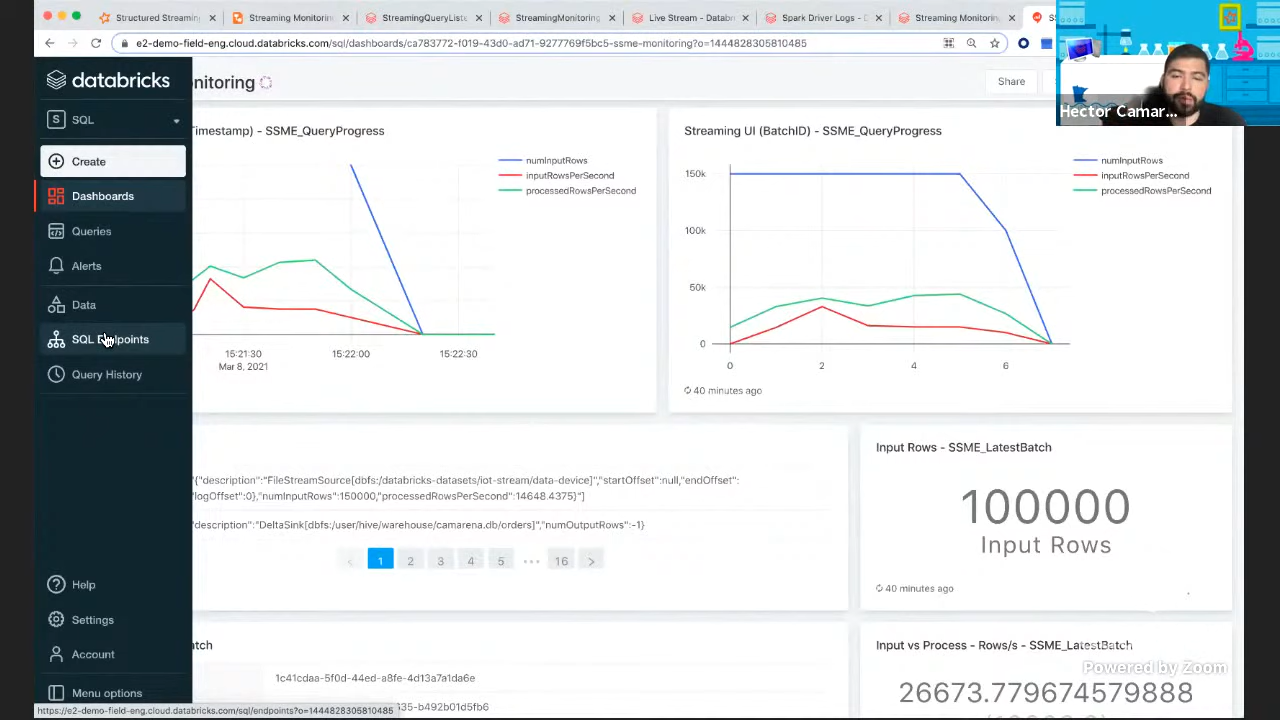 Structured Streamin
Streaming Monitorin
StreamingQueryListe
StreamingMonitoring
Live Stream - Databr
Spark Driver Logs - D
Streaming Monitorin
SS
e2-demo-field-eng.cloud.databricks.com/sql/dashboards/ca783772-f019-43d0-ad71-9277769f5bc5-ssme-monitoring?o=1444828305810485
Hector Camar...
databricks
S SQL
Create
Dashboards
Queries
Alerts
Data
SQL Endpoints
Query History
Help
Settings
Account
Menu options
onitoring
Share
Timestamp) - SSME_QueryProgress
numInputRows
inputRowsPerSecond
processedRowsPerSecond
15:21:30
Mar 8, 2021
15:22:00
15:22:30
Streaming UI (BatchID) - SSME_QueryProgress
150k
100k
50k
0
0
2
4
6
numInputRows
inputRowsPerSecond
processedRowsPerSecond
40 minutes ago
{"description":"FileStreamSource[dbfs:/databricks-datasets/iot-stream/data-device]","startOffset":null,"endOffset":
logOffset":0},"numInputRows":150000,"processedRowsPerSecond":14648.4375}"]
description":"DeltaSink[dbfs:/user/hive/warehouse/camarena.db/orders]","numOutputRows":-1}
< 1 2 3 4 5 ••• 16 >
Input Rows - SSME_LatestBatch
100000
Input Rows
40 minutes ago
tch
1c41cdaa-5f0d-44ed-a8fe-4d13a7a1da6e
635-b492b01d5fb6
Input vs Process - Rows/s - SSME_LatestBatch
26673.779674579888
Powered by Zoom
https://e2-demo-field-eng.cloud.databricks.com/sql/endpoints?o=1444828305810485